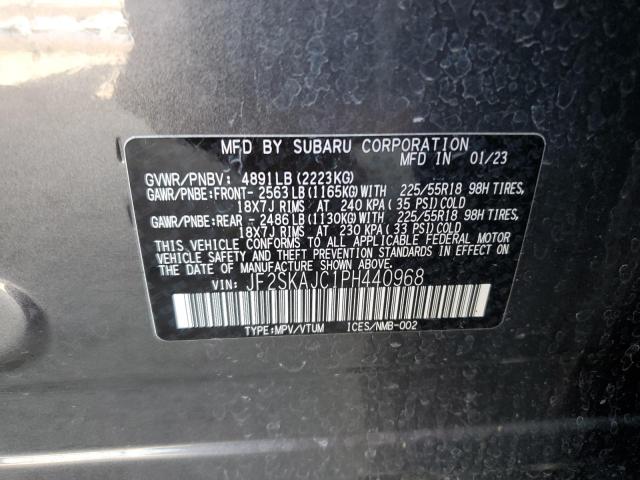 MFD BY SUBARU CORPORATION
MFD IN 01/23
GVWR/PNBV: 4891LB(2223KG)
GAWR/PNBE:FRONT-2563LB(1165KG)WITH 225/55R18 98H TIRES,
18X7J RIMS AT 240 KPA(35 PSI)COLD
GAWR/PNBE:REAR -2486LB(1130KG)WITH 225/55R18 98H TIRES,
18X7J RIMS AT 230 KPA(33 PSI)COLD
THIS VEHICLE CONFORMS TO ALL APPLICABLE FEDERAL MOTOR
VEHICLE SAFETY AND THEFT PREVENTION STANDARDS IN EFFECT ON
THE DATE OF MANUFACTURE SHOWN ABOVE.
VIN: JF2SKAJC1PH440968
TYPE:MPV/VTUM ICES/NMB-002